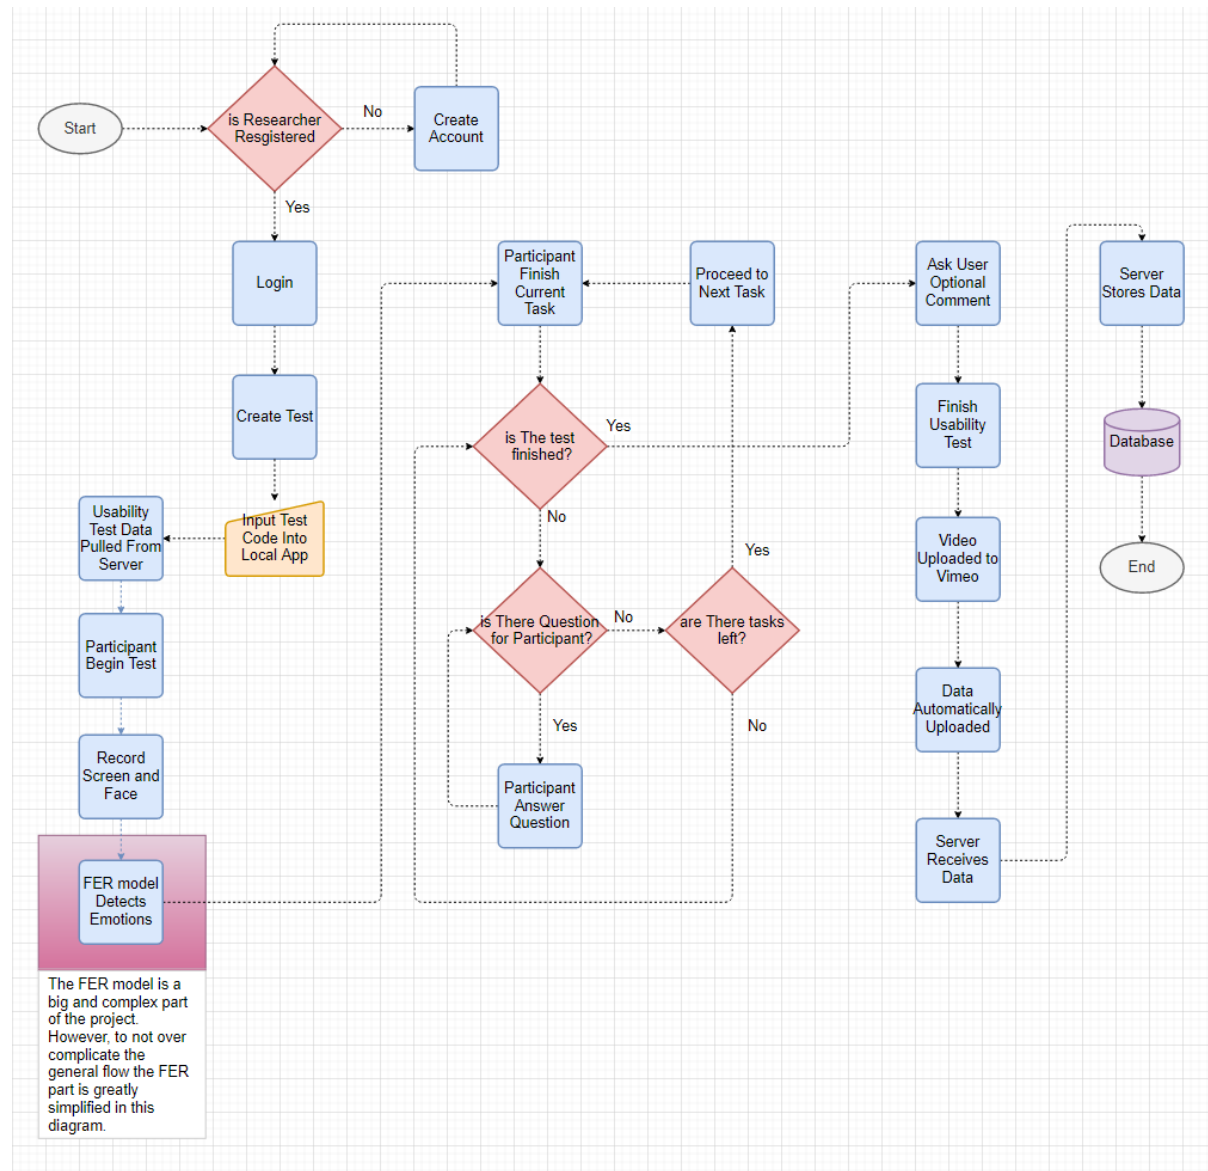 Start
is Researcher
Resgistered
No
Create
Account
Yes
Login
Create Test
Input Test
Code Into
Local App
Usability
Test Data
Pulled From
Server
Participant
Begin Test
Record
Screen and
Face
FER model
Detects
Emotions
The FER model is a
big and complex part
of the project.
However, to not over
complicate the
general flow the FER
part is greatly
simplified in this
diagram.
Participant
Finish
Current
Task
Proceed to
Next Task
is The test
finished?
Yes
No
is There Question
for Participant?
No
are There tasks
left?
Yes
Yes
No
Participant
Answer
Question
Ask User
Optional
Comment
Finish
Usability
Test
Video
Uploaded to
Vimeo
Data
Automatically
Uploaded
Server
Receives
Data
Server
Stores Data
Database
End